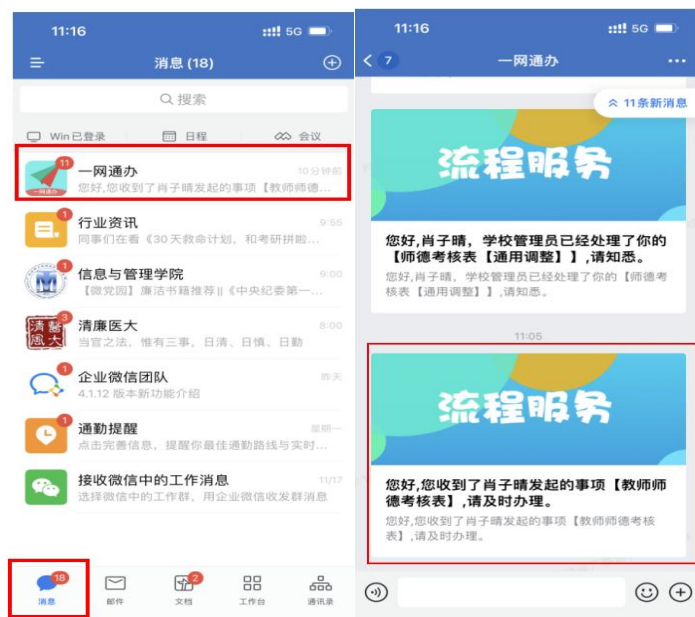 11:16
5G
消息 (18)
搜索
Win已登录
日程
会议
11
一网通办
一网通办
10分钟前
您好,您收到了肖子晴发起的事项【教师师德...
1
行业资讯
9:55
同事们在看《30天救命计划，和考研拼啦...
1
信息与管理学院
9:00
【微党园】廉洁书籍推荐||《中央纪委第一...
3
清医风大
清廉医大
8:00
当官之法，惟有三事，日清、日慎、日勤
1
企业微信团队
昨天
4.1.12 版本新功能介绍
1
通勤提醒
星期一
点击完善信息，提醒你最佳通勤路线与实时...
接收微信中的工作消息
11/17
选择微信中的工作群，用企业微信收发群消息
18
消息
邮件
2
文档
工作台
通讯录
11:16
5G
7
一网通办
11条新消息
流程服务
您好,肖子晴，学校管理员已经处理了你的
【师德考核表【通用调整】】,请知悉。
您好,肖子晴，学校管理员已经处理了你的【师德考
核表【通用调整】】,请知悉。
11:05
流程服务
您好,您收到了肖子晴发起的事项【教师师
德考核表】,请及时办理。
您好,您收到了肖子晴发起的事项【教师师德考核
表】,请及时办理。